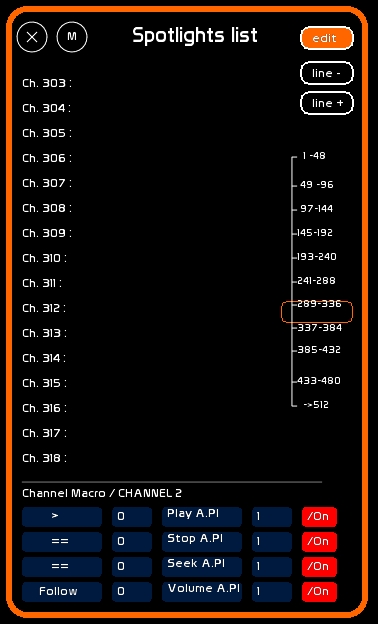 X M Spotlights list edit
line -
line +
Ch. 303 :
Ch. 304 :
Ch. 305 :
Ch. 306 :
Ch. 307 :
Ch. 308 :
Ch. 309 :
Ch. 310 :
Ch. 311 :
Ch. 312 :
Ch. 313 :
Ch. 314 :
Ch. 315 :
Ch. 316 :
Ch. 317 :
Ch. 318 :
1 -48
49 -96
97-144
145-192
193-240
241-288
289-336
337-384
385-432
433-480
->512
Channel Macro / CHANNEL 2
> 0 Play A.Pl 1 /On
== 0 Stop A.Pl 1 /On
== 0 Seek A.Pl 1 /On
Follow 0 Volume A.Pl 1 /On